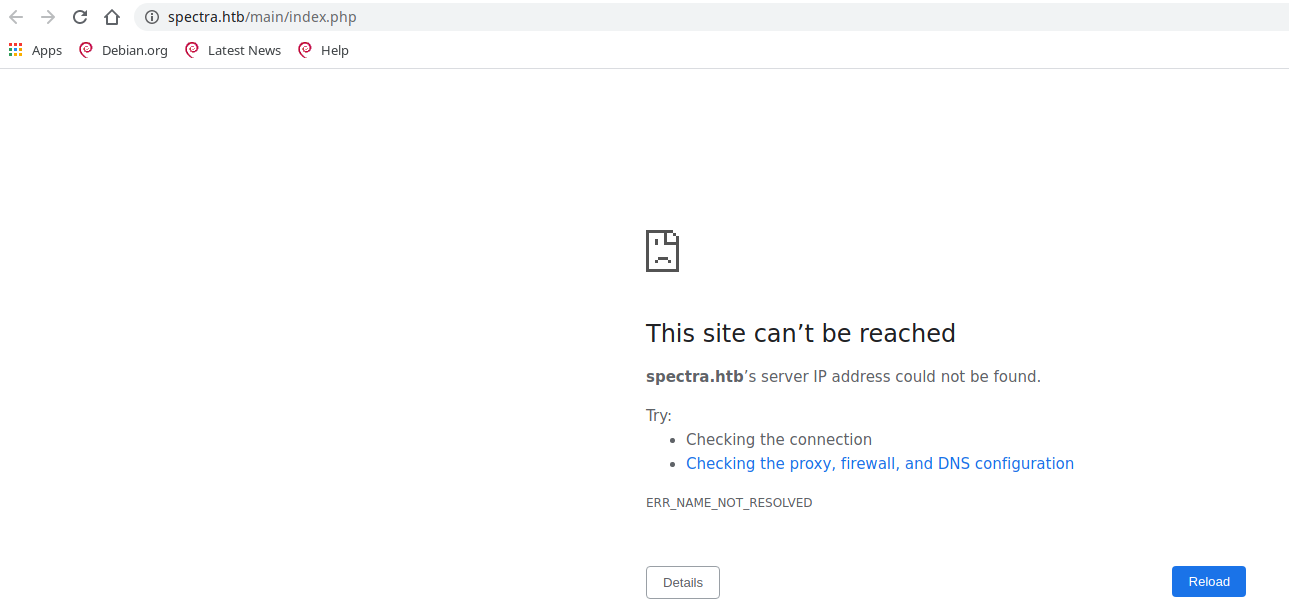 spectra.htb/main/index.php
Apps Debian.org Latest News Help
This site can’t be reached
spectra.htb’s server IP address could not be found.
Try:
• Checking the connection
• Checking the proxy, firewall, and DNS configuration
ERR_NAME_NOT_RESOLVED
Details Reload